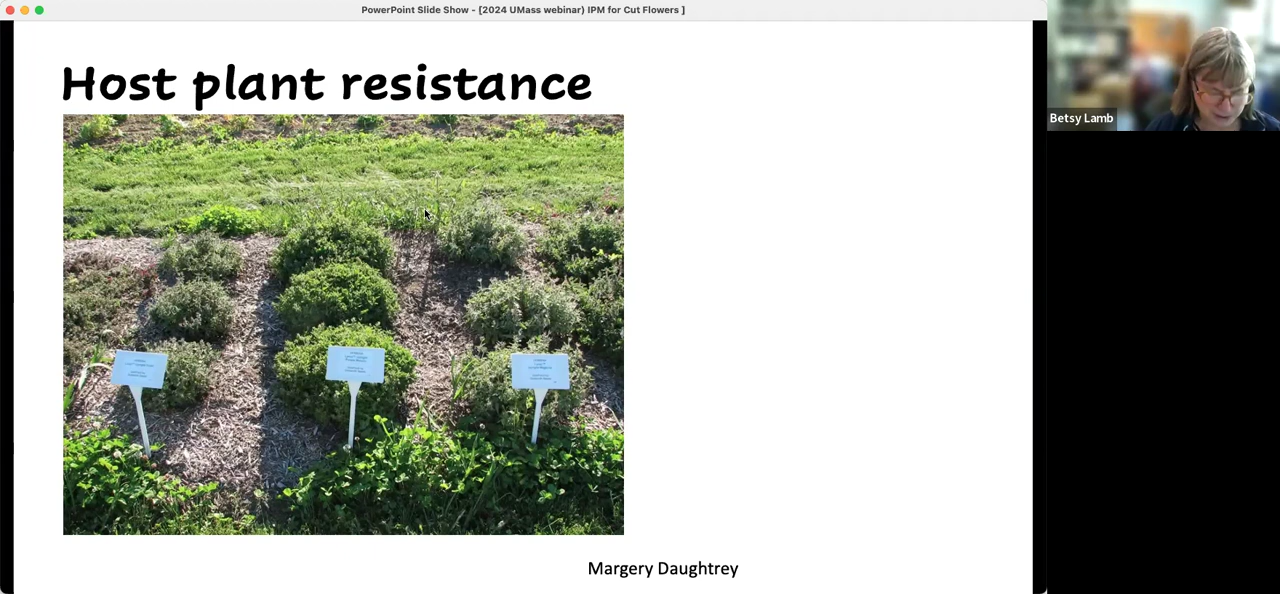 PowerPoint Slide Show - [2024 UMass webinar) IPM for Cut Flowers ]
Host plant resistance
Betsy Lamb
Margery Daughtrey